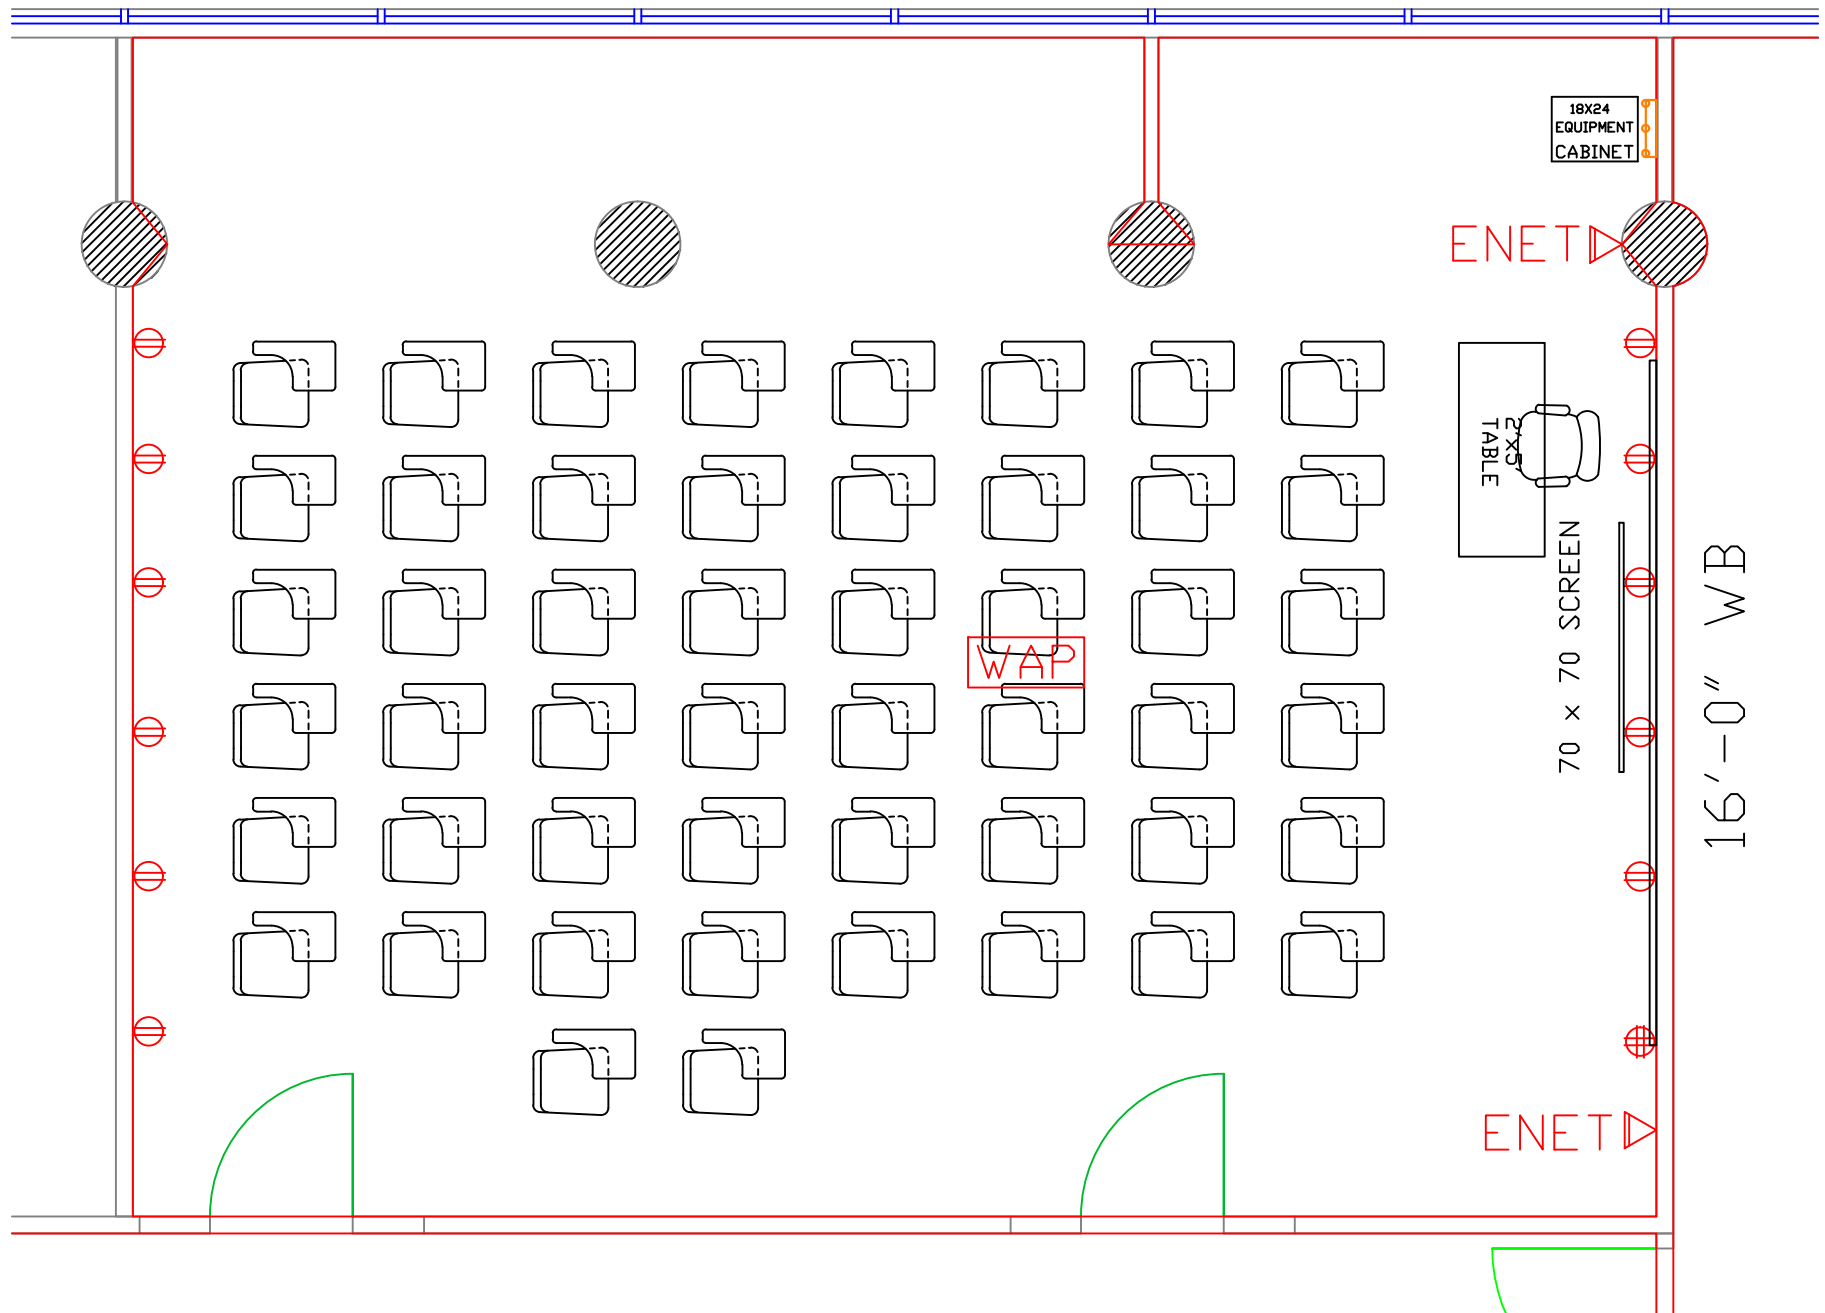 18X24
EQUIPMENT
CABINET
ENET
2'X5'
TABLE
70 x 70 SCREEN
16'-0" WB
WAP
ENET